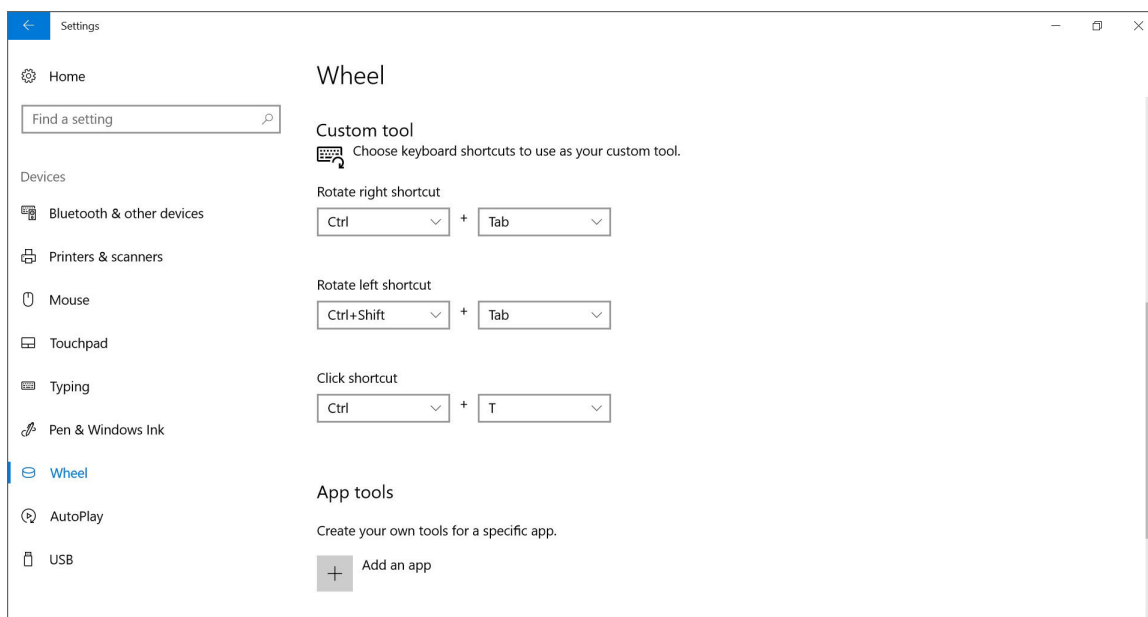 Settings
Home
Find a setting
Devices
Bluetooth & other devices
Printers & scanners
Mouse
Touchpad
Typing
Pen & Windows Ink
Wheel
AutoPlay
USB
Wheel
Custom tool
Choose keyboard shortcuts to use as your custom tool.
Rotate right shortcut
Ctrl + Tab
Rotate left shortcut
Ctrl+Shift + Tab
Click shortcut
Ctrl + T
App tools
Create your own tools for a specific app.
Add an app